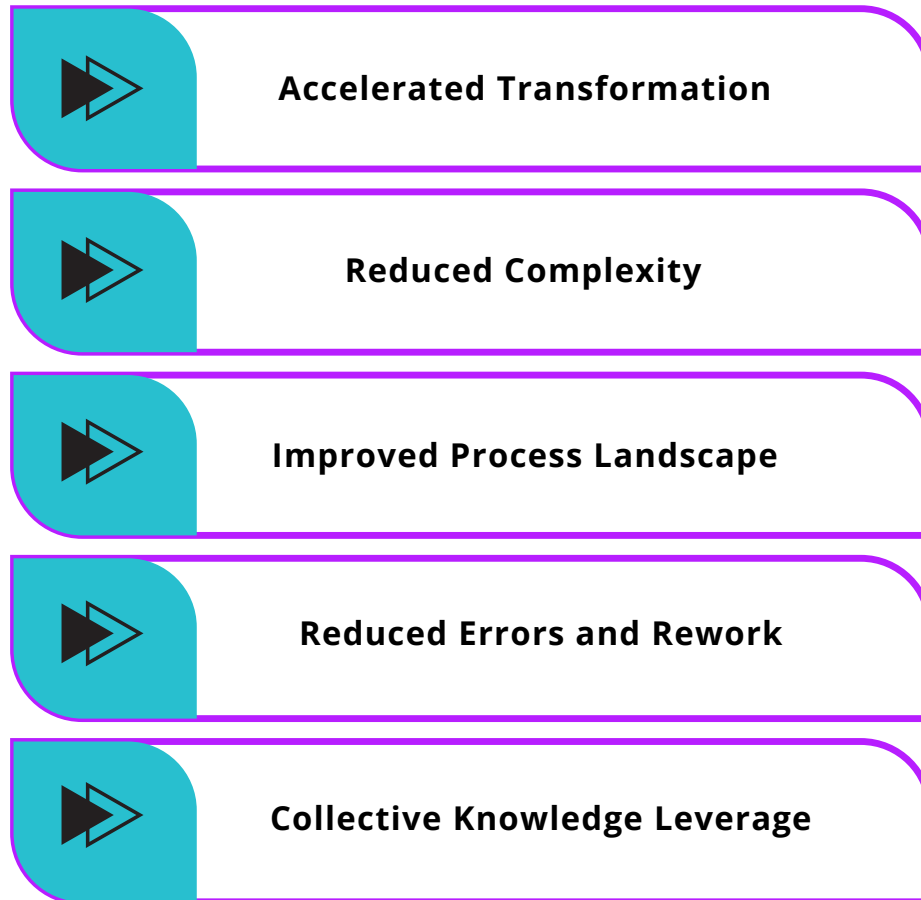 Accelerated Transformation
Reduced Complexity
Improved Process Landscape
Reduced Errors and Rework
Collective Knowledge Leverage